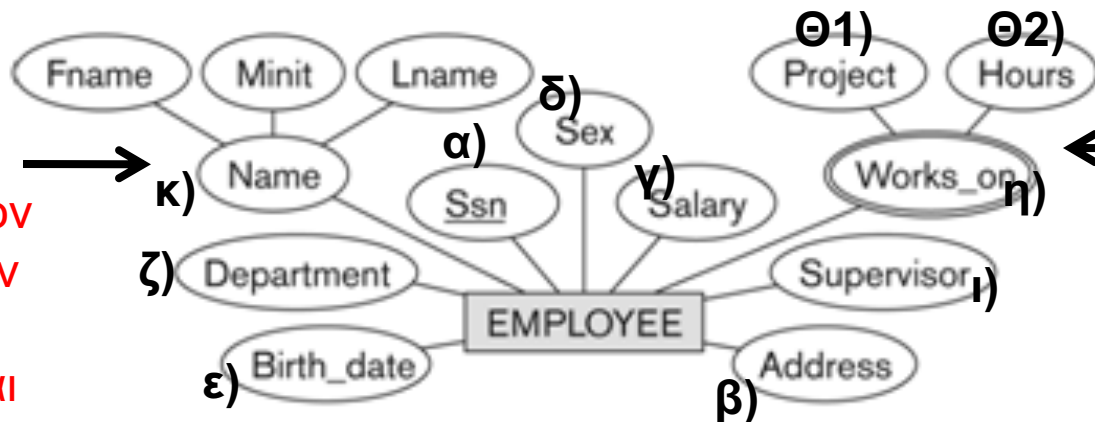 Θ1) Θ2)
Fname Minit Lname Project Hours
δ) Sex
α) γ)
κ) Name Ssn Salary Works_on η)
ζ) Department Supervisor ι)
EMPLOYEE
ε) Birth_date β) Address